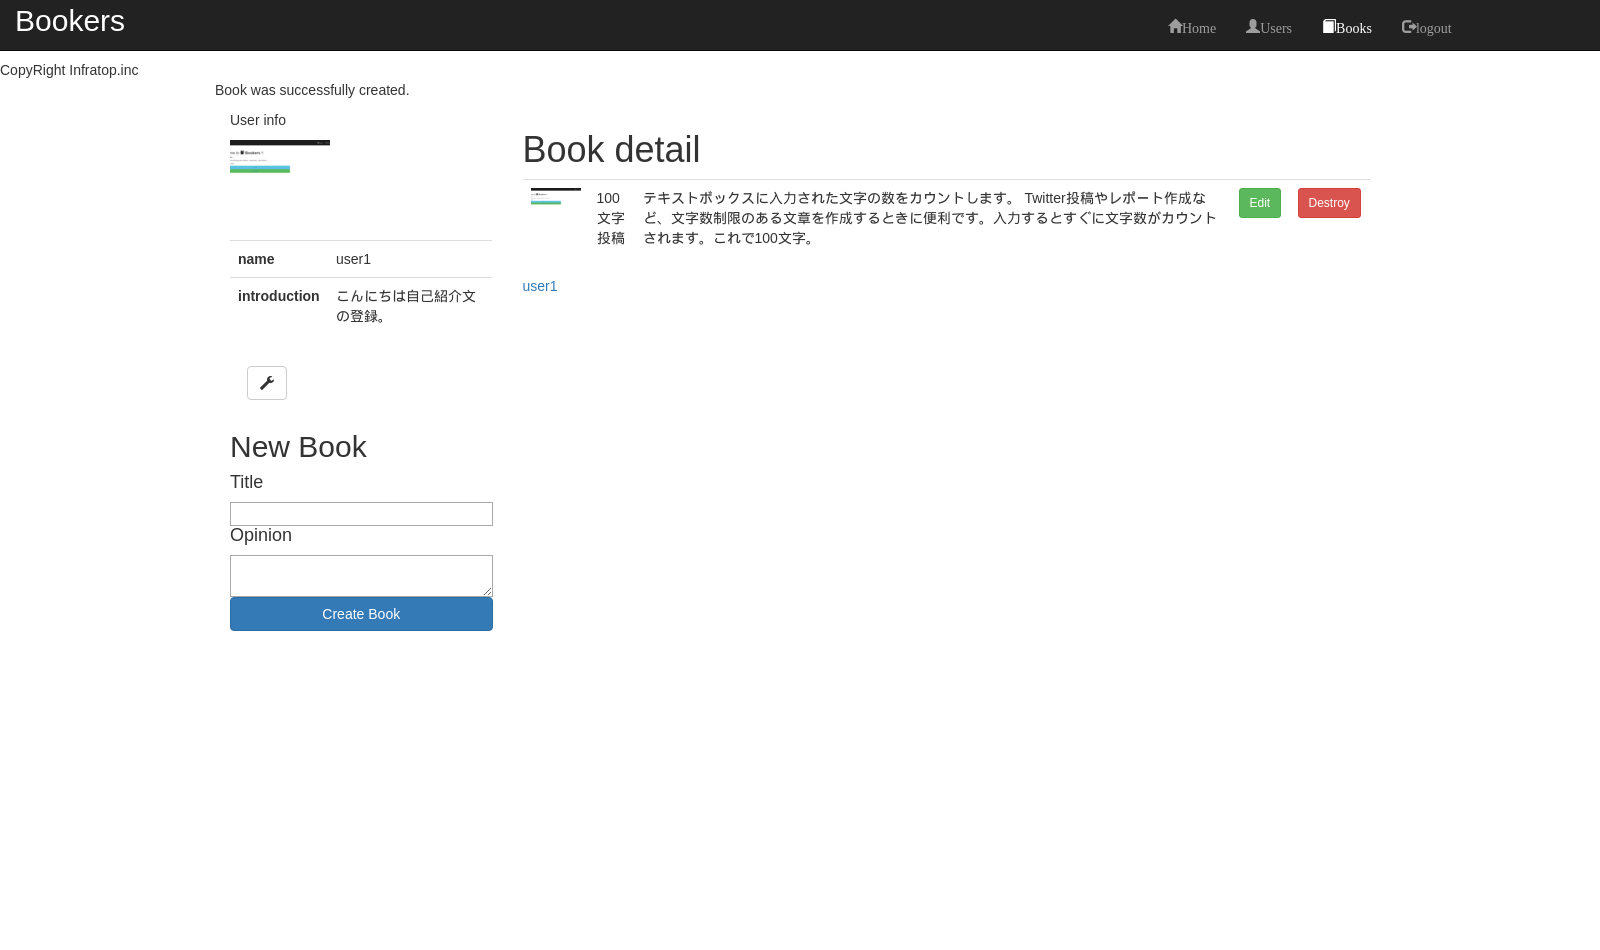 Bookers
Home Users Books logout
CopyRight Infratop.inc
Book was successfully created.
User info
name user1
introduction こんにちは自己紹介文
の登録。
New Book
Title
Opinion
Create Book
Book detail
100
文字
投稿
テキストボックスに入力された文字の数をカウントします。 Twitter投稿やレポート作成な
ど、文字数制限のある文章を作成するときに便利です。入力するとすぐに文字数がカウント
されます。これで100文字。
Edit Destroy
user1